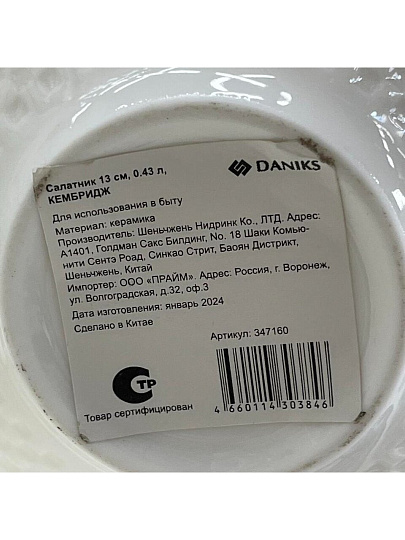 DANIKS
Салатник 13 см, 0.43 л,
КЕМБРИДЖ
Для использования в быту
Материал: керамика
Производитель: Шеньчжень Нидринк Ко., ЛТД. Адрес:
А1401, Голдман Сакс Билдинг, No. 18 Шаки Комью-
нити Сентэ Роад, Синкао Стрит, Баоян Дистрикт,
Шеньчжень, Китай
Импортер: ООО «ПРАЙМ». Адрес: Россия, г. Воронеж,
ул. Волгоградская, д.32, оф.3
Дата изготовления: январь 2024
Сделано в Китае
Артикул: 347160
СТР
Товар сертифицирован
4 660114 303846